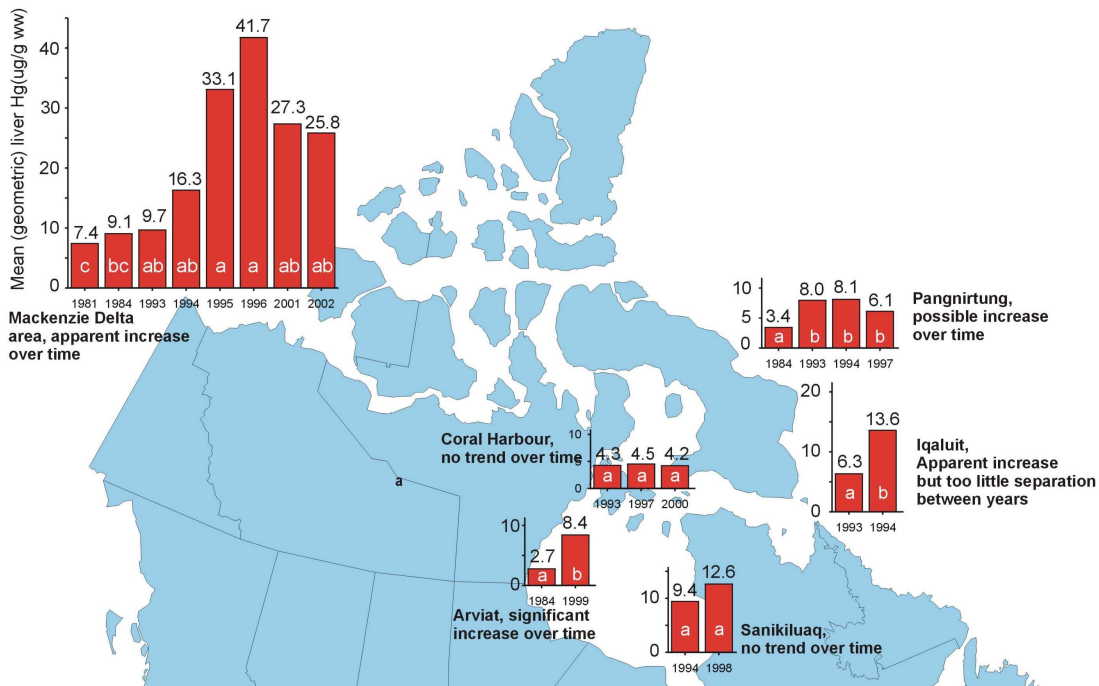 Mean (geometric) liver Hg(ug/g ww)
40
30
20
10
0
7.4
9.1
9.7
16.3
33.1
41.7
27.3
25.8
c
bc
ab
ab
a
a
ab
ab
1981
1984
1993
1994
1995
1996
2001
2002
Mackenzie Delta
area, apparent increase
over time
10
5
0
3.4
8.0
8.1
6.1
a
b
b
b
1984
1993
1994
1997
Pangnirtung,
possible increase
over time
20
10
0
6.3
13.6
a
b
1993
1994
Iqaluit,
Apparent increase
but too little separation
between years
Coral Harbour,
no trend over time
10
5
0
4.3
4.5
4.2
a
a
a
1993
1997
2000
a
10
0
2.7
8.4
a
b
1984
1999
Arviat, significant
increase over time
10
0
9.4
12.6
a
a
1994
1998
Sanikiluaq,
no trend over time